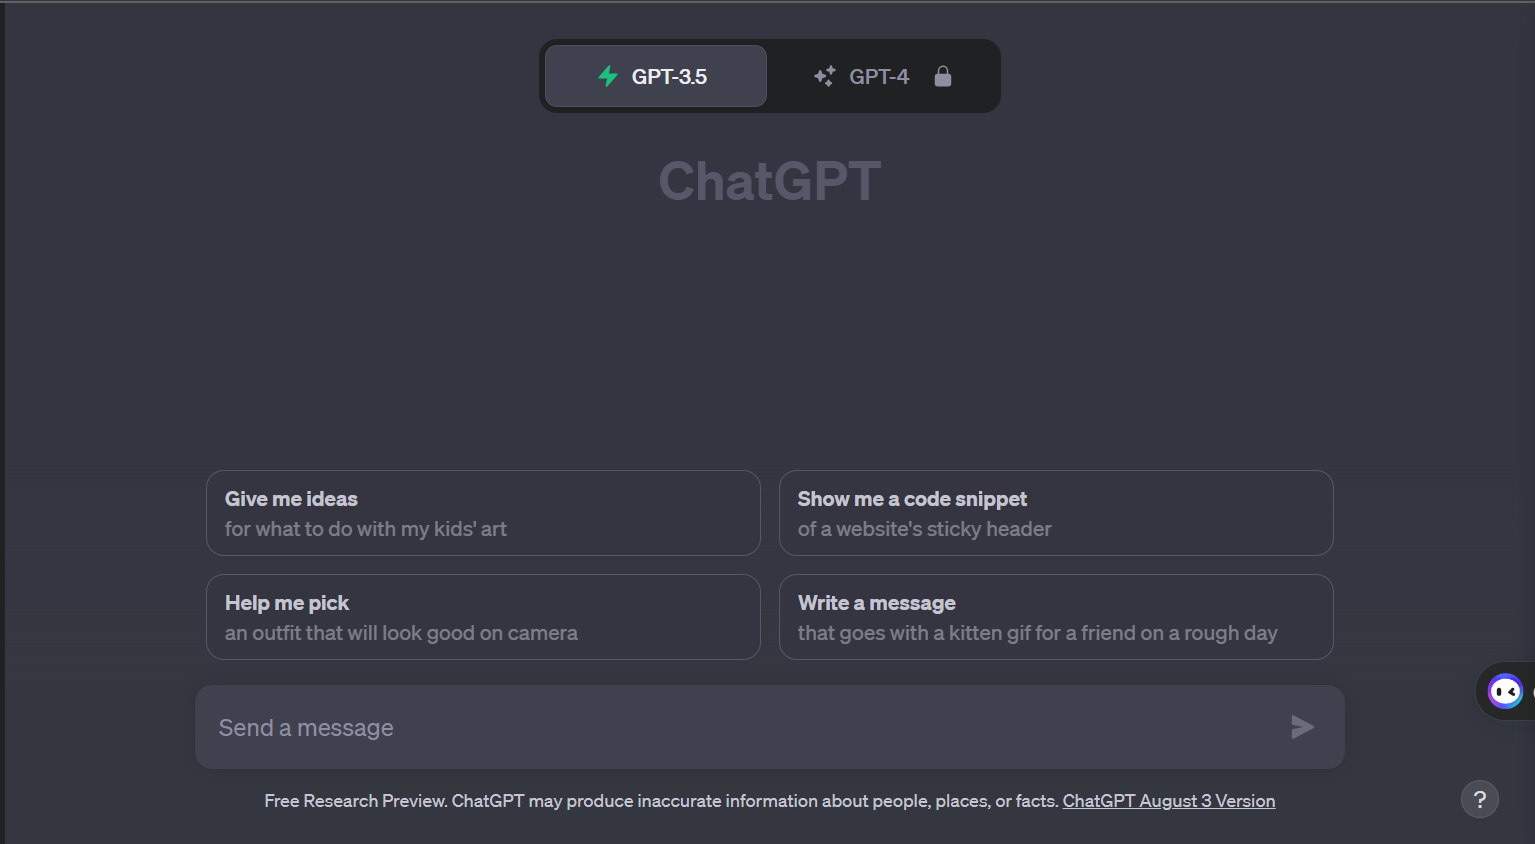 GPT-3.5
GPT-4
ChatGPT
Give me ideas
for what to do with my kids' art
Show me a code snippet
of a website's sticky header
Help me pick
an outfit that will look good on camera
Write a message
that goes with a kitten gif for a friend on a rough day
Send a message
Free Research Preview. ChatGPT may produce inaccurate information about people, places, or facts. ChatGPT August 3 Version
?